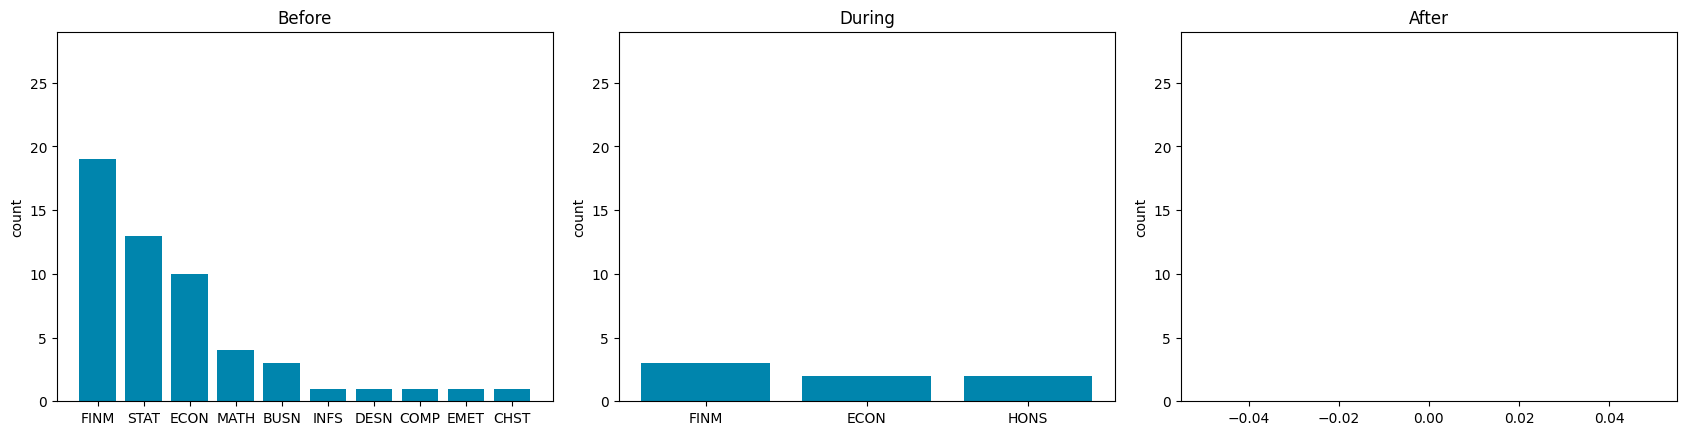 Before
During
After
count
25
20
15
10
5
0
FINM STAT ECON MATH BUSN INFS DESN COMP EMET CHST
count
25
20
15
10
5
0
FINM ECON HONS
count
25
20
15
10
5
0
−0.04 −0.02 0.00 0.02 0.04